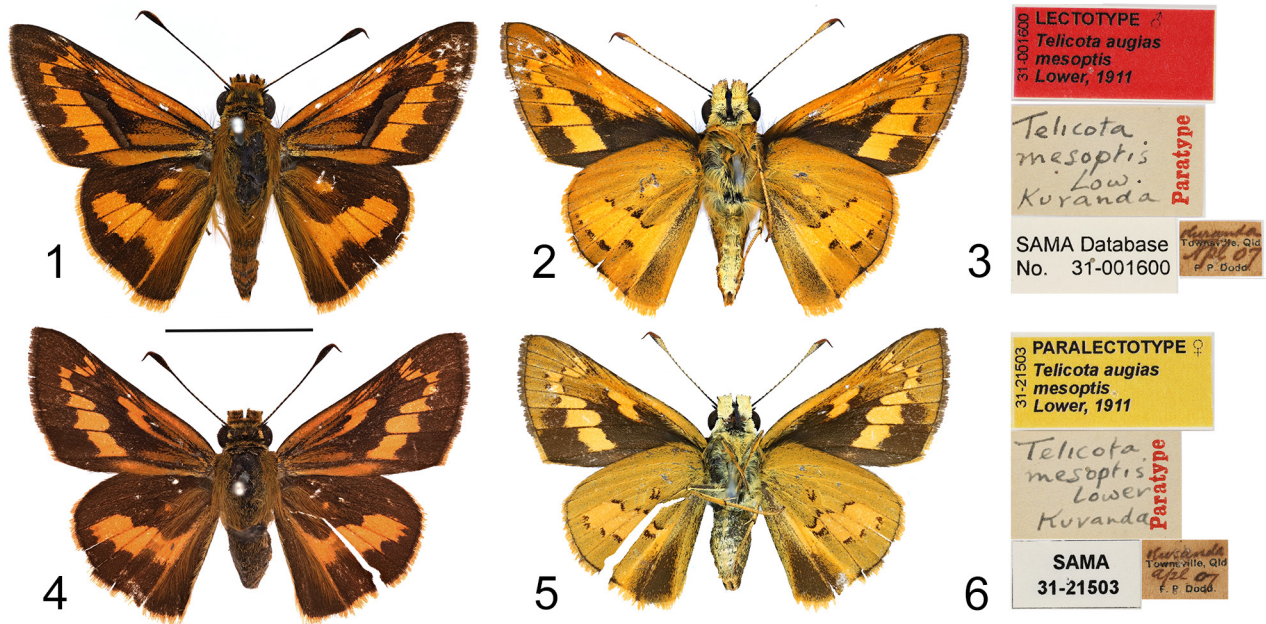 1
2
3
31-001600
LECTOTYPE ♂
Telicota augias
mesoptis
Lower, 1911
Telicota
mesoptis
Low.
Kuranda
Paratype
SAMA Database
No. 31-001600
Kuranda
Townsville, Qld
Apl 07
F. P. Dodd.
4
5
6
31-21503
PARALECTOTYPE ♀
Telicota augias
mesoptis
Lower, 1911
Telicota
mesoptis
Lower
Kuranda
Paratype
SAMA
31-21503
Kuranda
Townsville, Qld
Apl 07
F. P. Dodd.